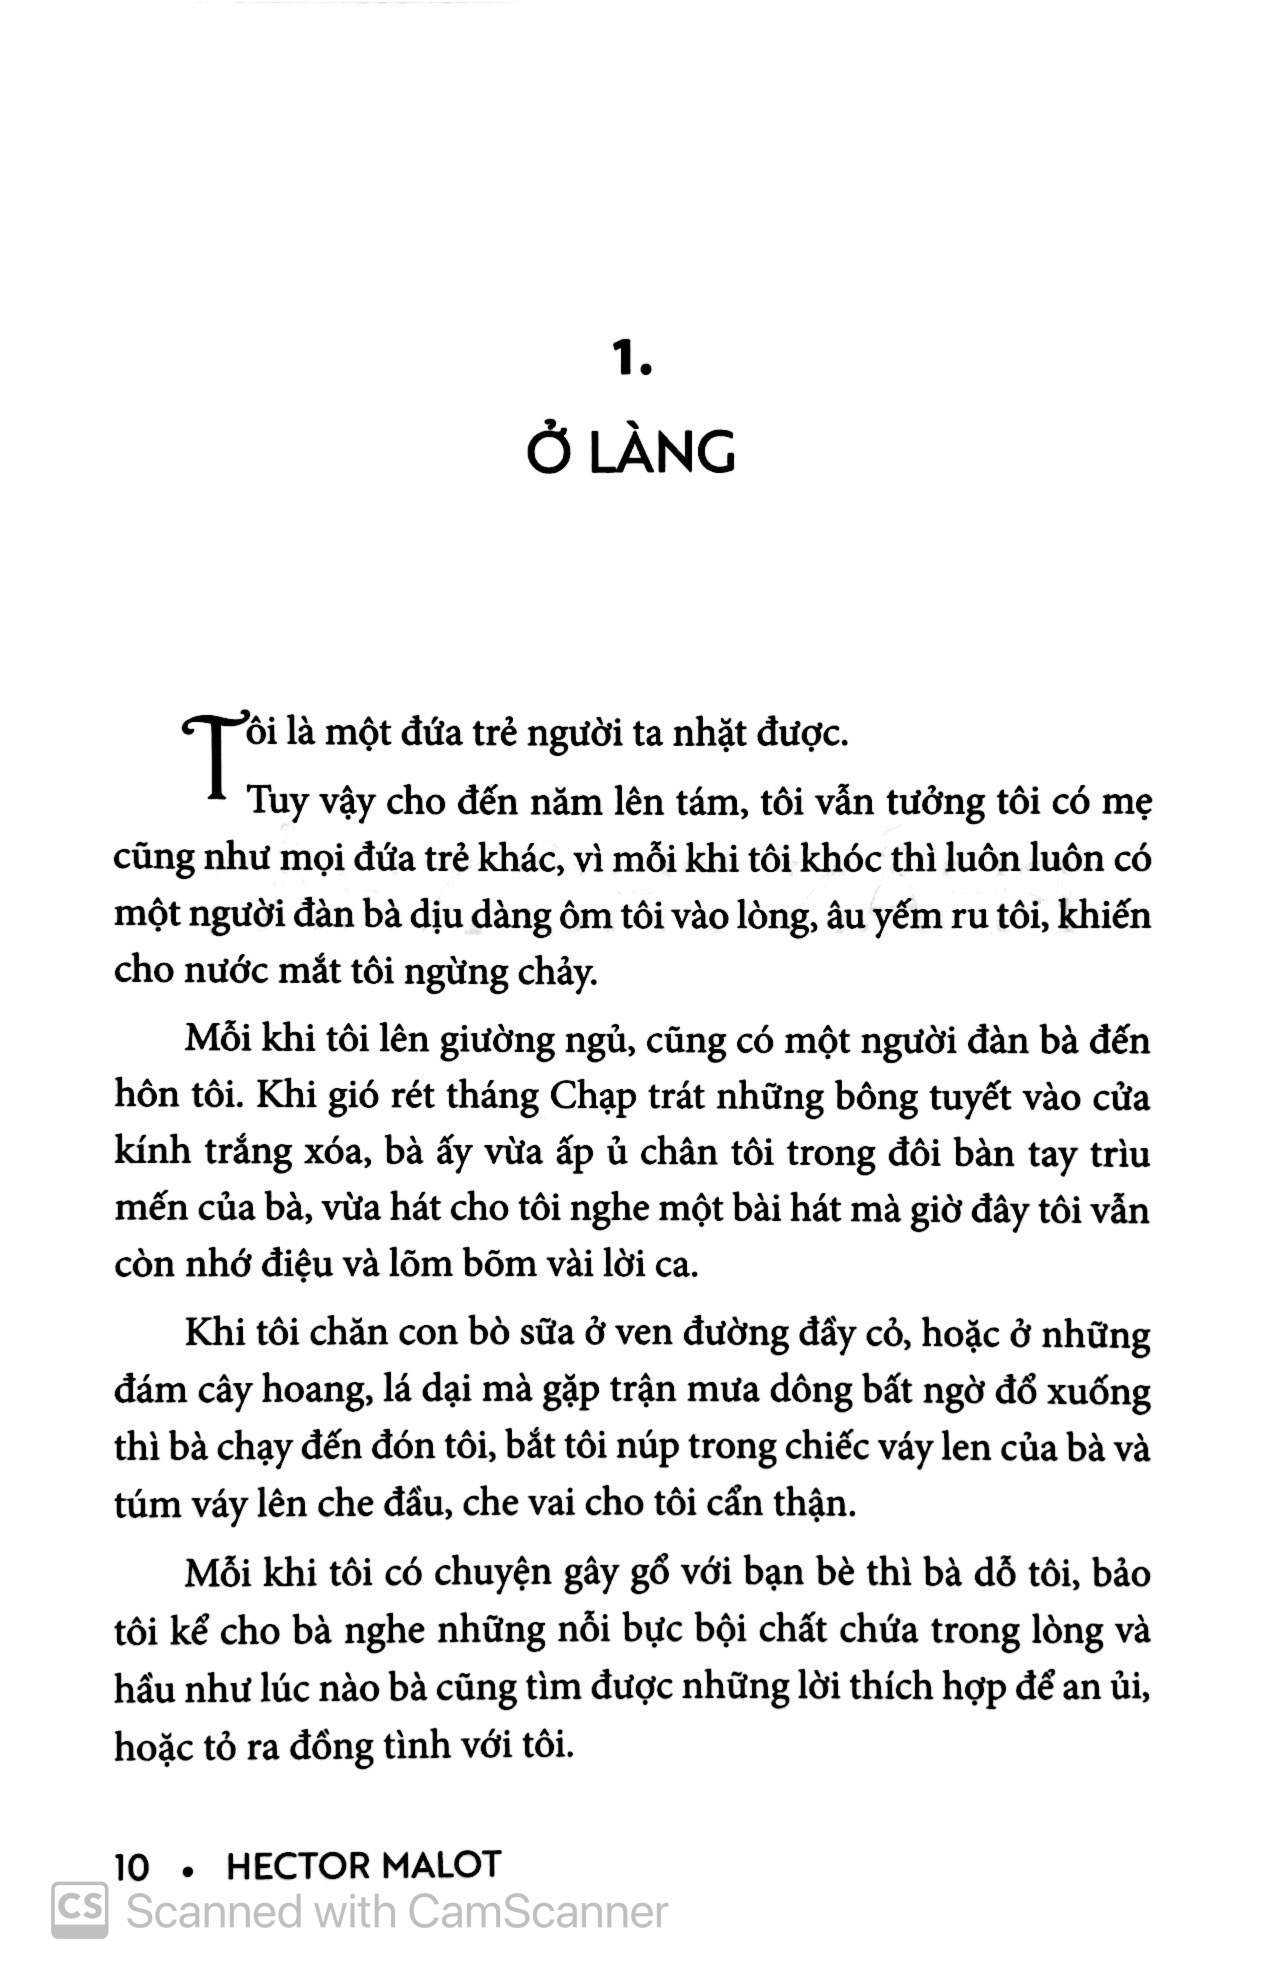 1.
Ở LÀNG
Tôi là một đứa trẻ người ta nhặt được.
Tuy vậy cho đến năm lên tám, tôi vẫn tưởng tôi có mẹ
cũng như mọi đứa trẻ khác, vì mỗi khi tôi khóc thì luôn luôn có
một người đàn bà dịu dàng ôm tôi vào lòng, âu yếm ru tôi, khiến
cho nước mắt tôi ngừng chảy.
Mỗi khi tôi lên giường ngủ, cũng có một người đàn bà đến
hôn tôi. Khi gió rét tháng Chạp trát những bông tuyết vào cửa
kính trắng xóa, bà ấy vừa ấp ủ chân tôi trong đôi bàn tay trìu
mến của bà, vừa hát cho tôi nghe một bài hát mà giờ đây tôi vẫn
còn nhớ điệu và lõm bõm vài lời ca.
Khi tôi chăn con bò sữa ở ven đường đầy cỏ, hoặc ở những
đám cây hoang, lá dại mà gặp trận mưa dông bất ngờ đổ xuống
thì bà chạy đến đón tôi, bắt tôi núp trong chiếc váy len của bà và
túm váy lên che đầu, che vai cho tôi cẩn thận.
Mỗi khi tôi có chuyện gây gổ với bạn bè thì bà dỗ tôi, bảo
tôi kể cho bà nghe những nỗi bực bội chất chứa trong lòng và
hầu như lúc nào bà cũng tìm được những lời thích hợp để an ủi,
hoặc tỏ ra đồng tình với tôi.
10 • HECTOR MALOT
CS Scanned with CamScanner